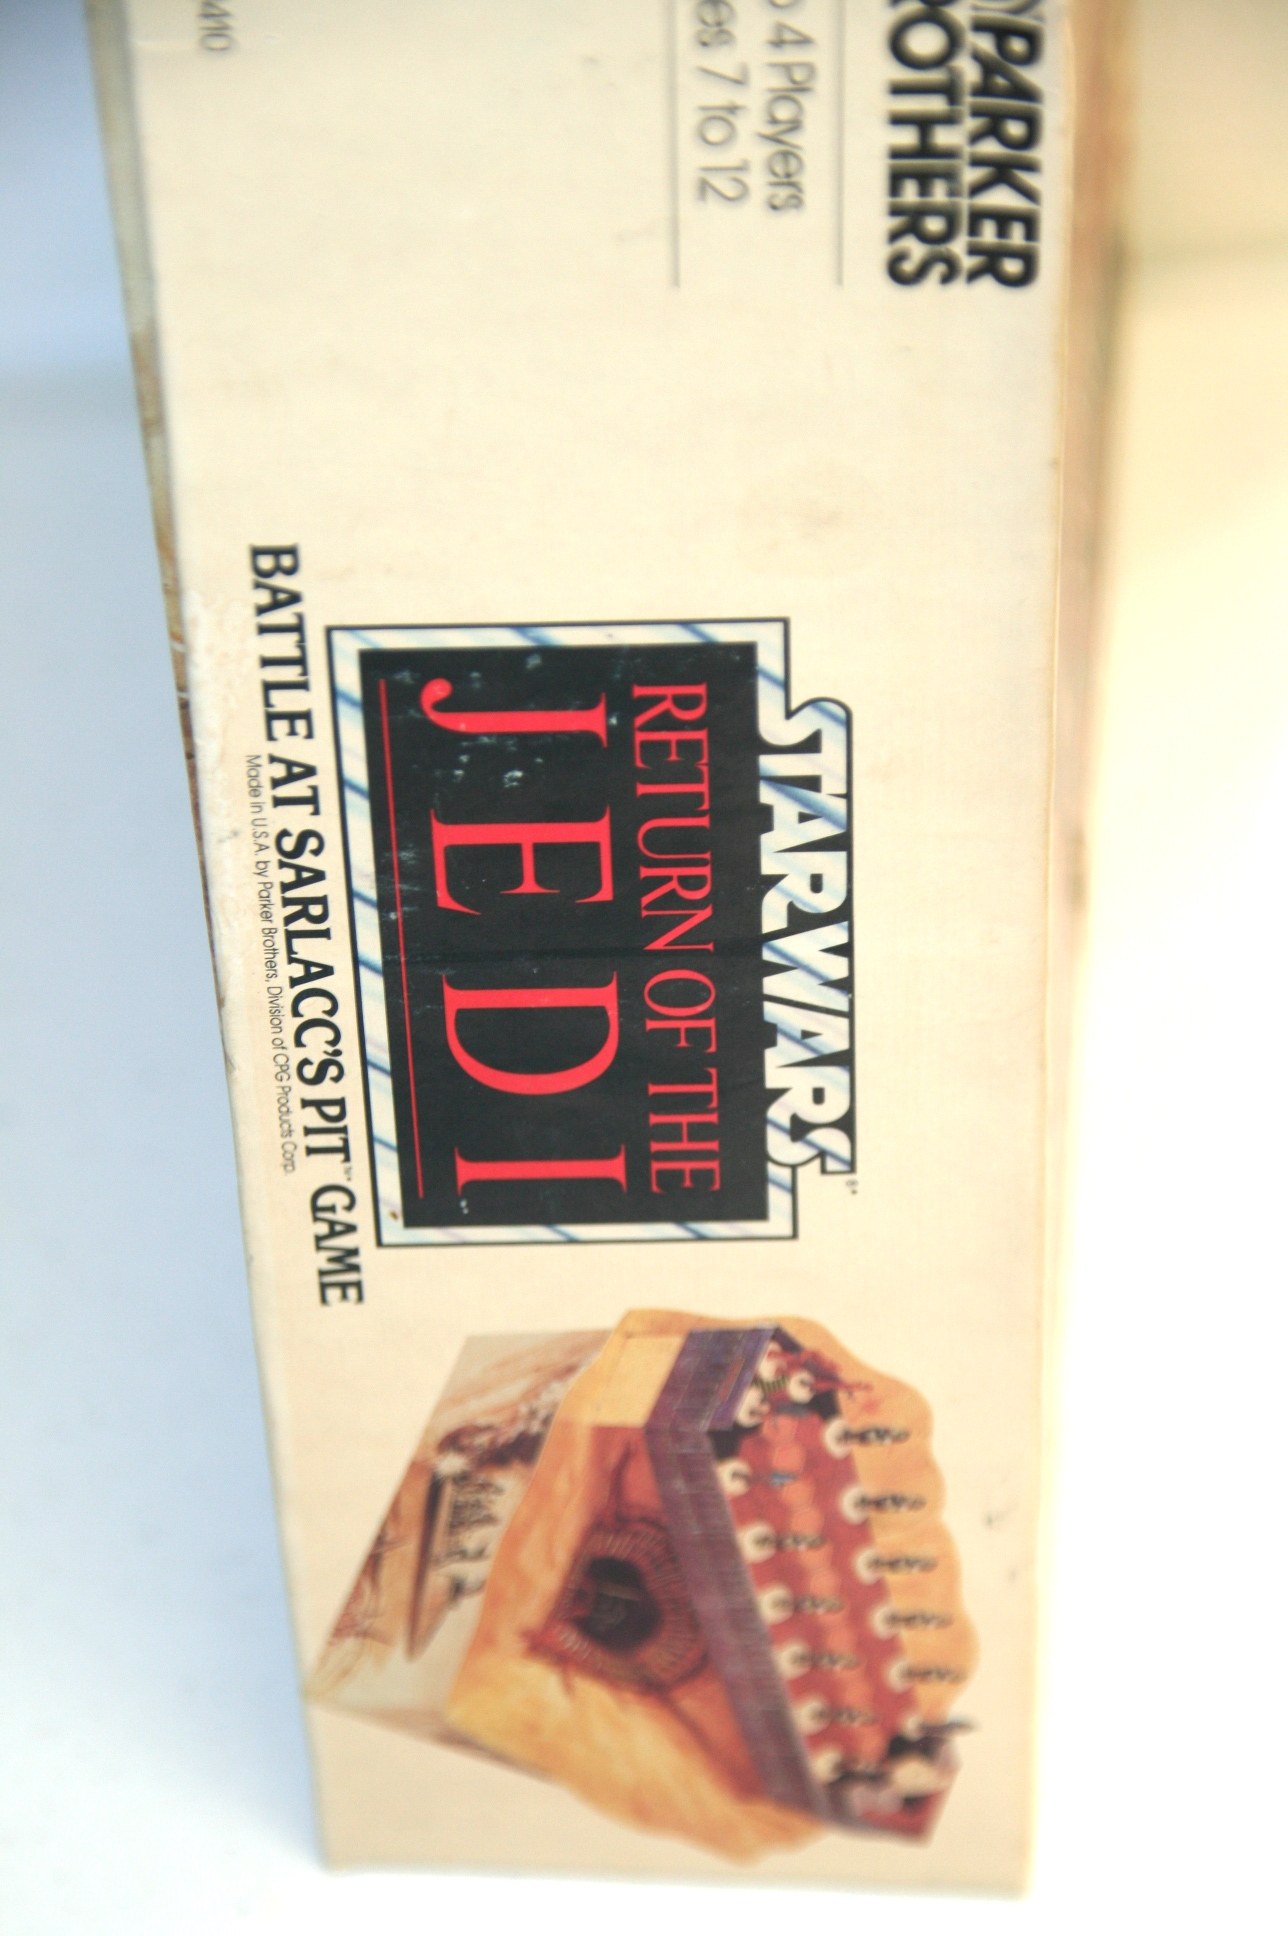 PARKER
BROTHERS
4 Players
7 to 12
STAR WARS®
RETURN OF THE
JEDI
BATTLE AT SARLACC'S PIT™ GAME
Made in U.S.A. by Parker Brothers, Division of CPG Products Corp.